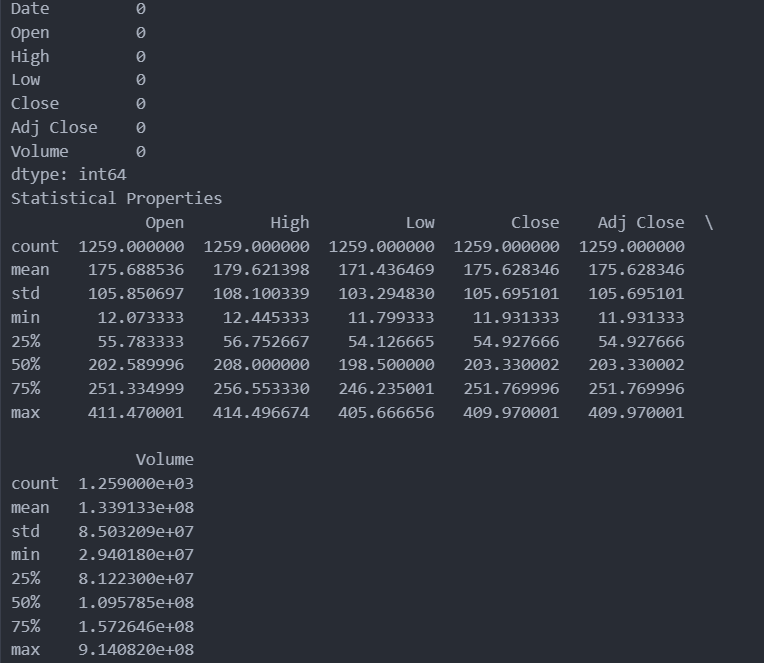 Date         0
Open         0
High         0
Low          0
Close        0
Adj Close    0
Volume       0
dtype: int64
Statistical Properties
              Open         High          Low        Close    Adj Close  \
count  1259.000000  1259.000000  1259.000000  1259.000000  1259.000000
mean    175.688536   179.621398   171.436469   175.628346   175.628346
std     105.850697   108.100339   103.294830   105.695101   105.695101
min      12.073333    12.445333    11.799333    11.931333    11.931333
25%      55.783333    56.752667    54.126665    54.927666    54.927666
50%     202.589996   208.000000   198.500000   203.330002   203.330002
75%     251.334999   256.553330   246.235001   251.769996   251.769996
max     411.470001   414.496674   405.666656   409.970001   409.970001
             Volume
count  1.259000e+03
mean   1.339133e+08
std    8.503209e+07
min    2.940180e+07
25%    8.122300e+07
50%    1.095785e+08
75%    1.572646e+08
max    9.140820e+08